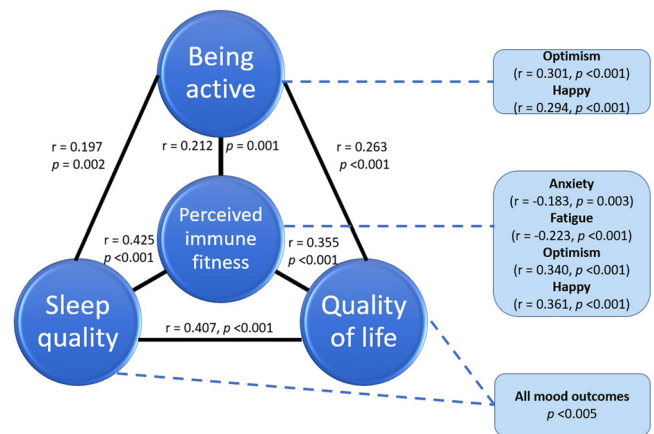 Being
active
Optimism
(r = 0.301, p <0.001)
Happy
(r = 0.294, p <0.001)
r = 0.197
p = 0.002
r = 0.212
p = 0.001
r = 0.263
p <0.001
Perceived
immune
fitness
Anxiety
(r = -0.183, p = 0.003)
Fatigue
(r = -0.223, p <0.001)
Optimism
(r = 0.340, p <0.001)
Happy
(r = 0.361, p <0.001)
r = 0.425
p <0.001
r = 0.355
p <0.001
Sleep
quality
r = 0.407, p <0.001
Quality
of life
All mood outcomes
p <0.005